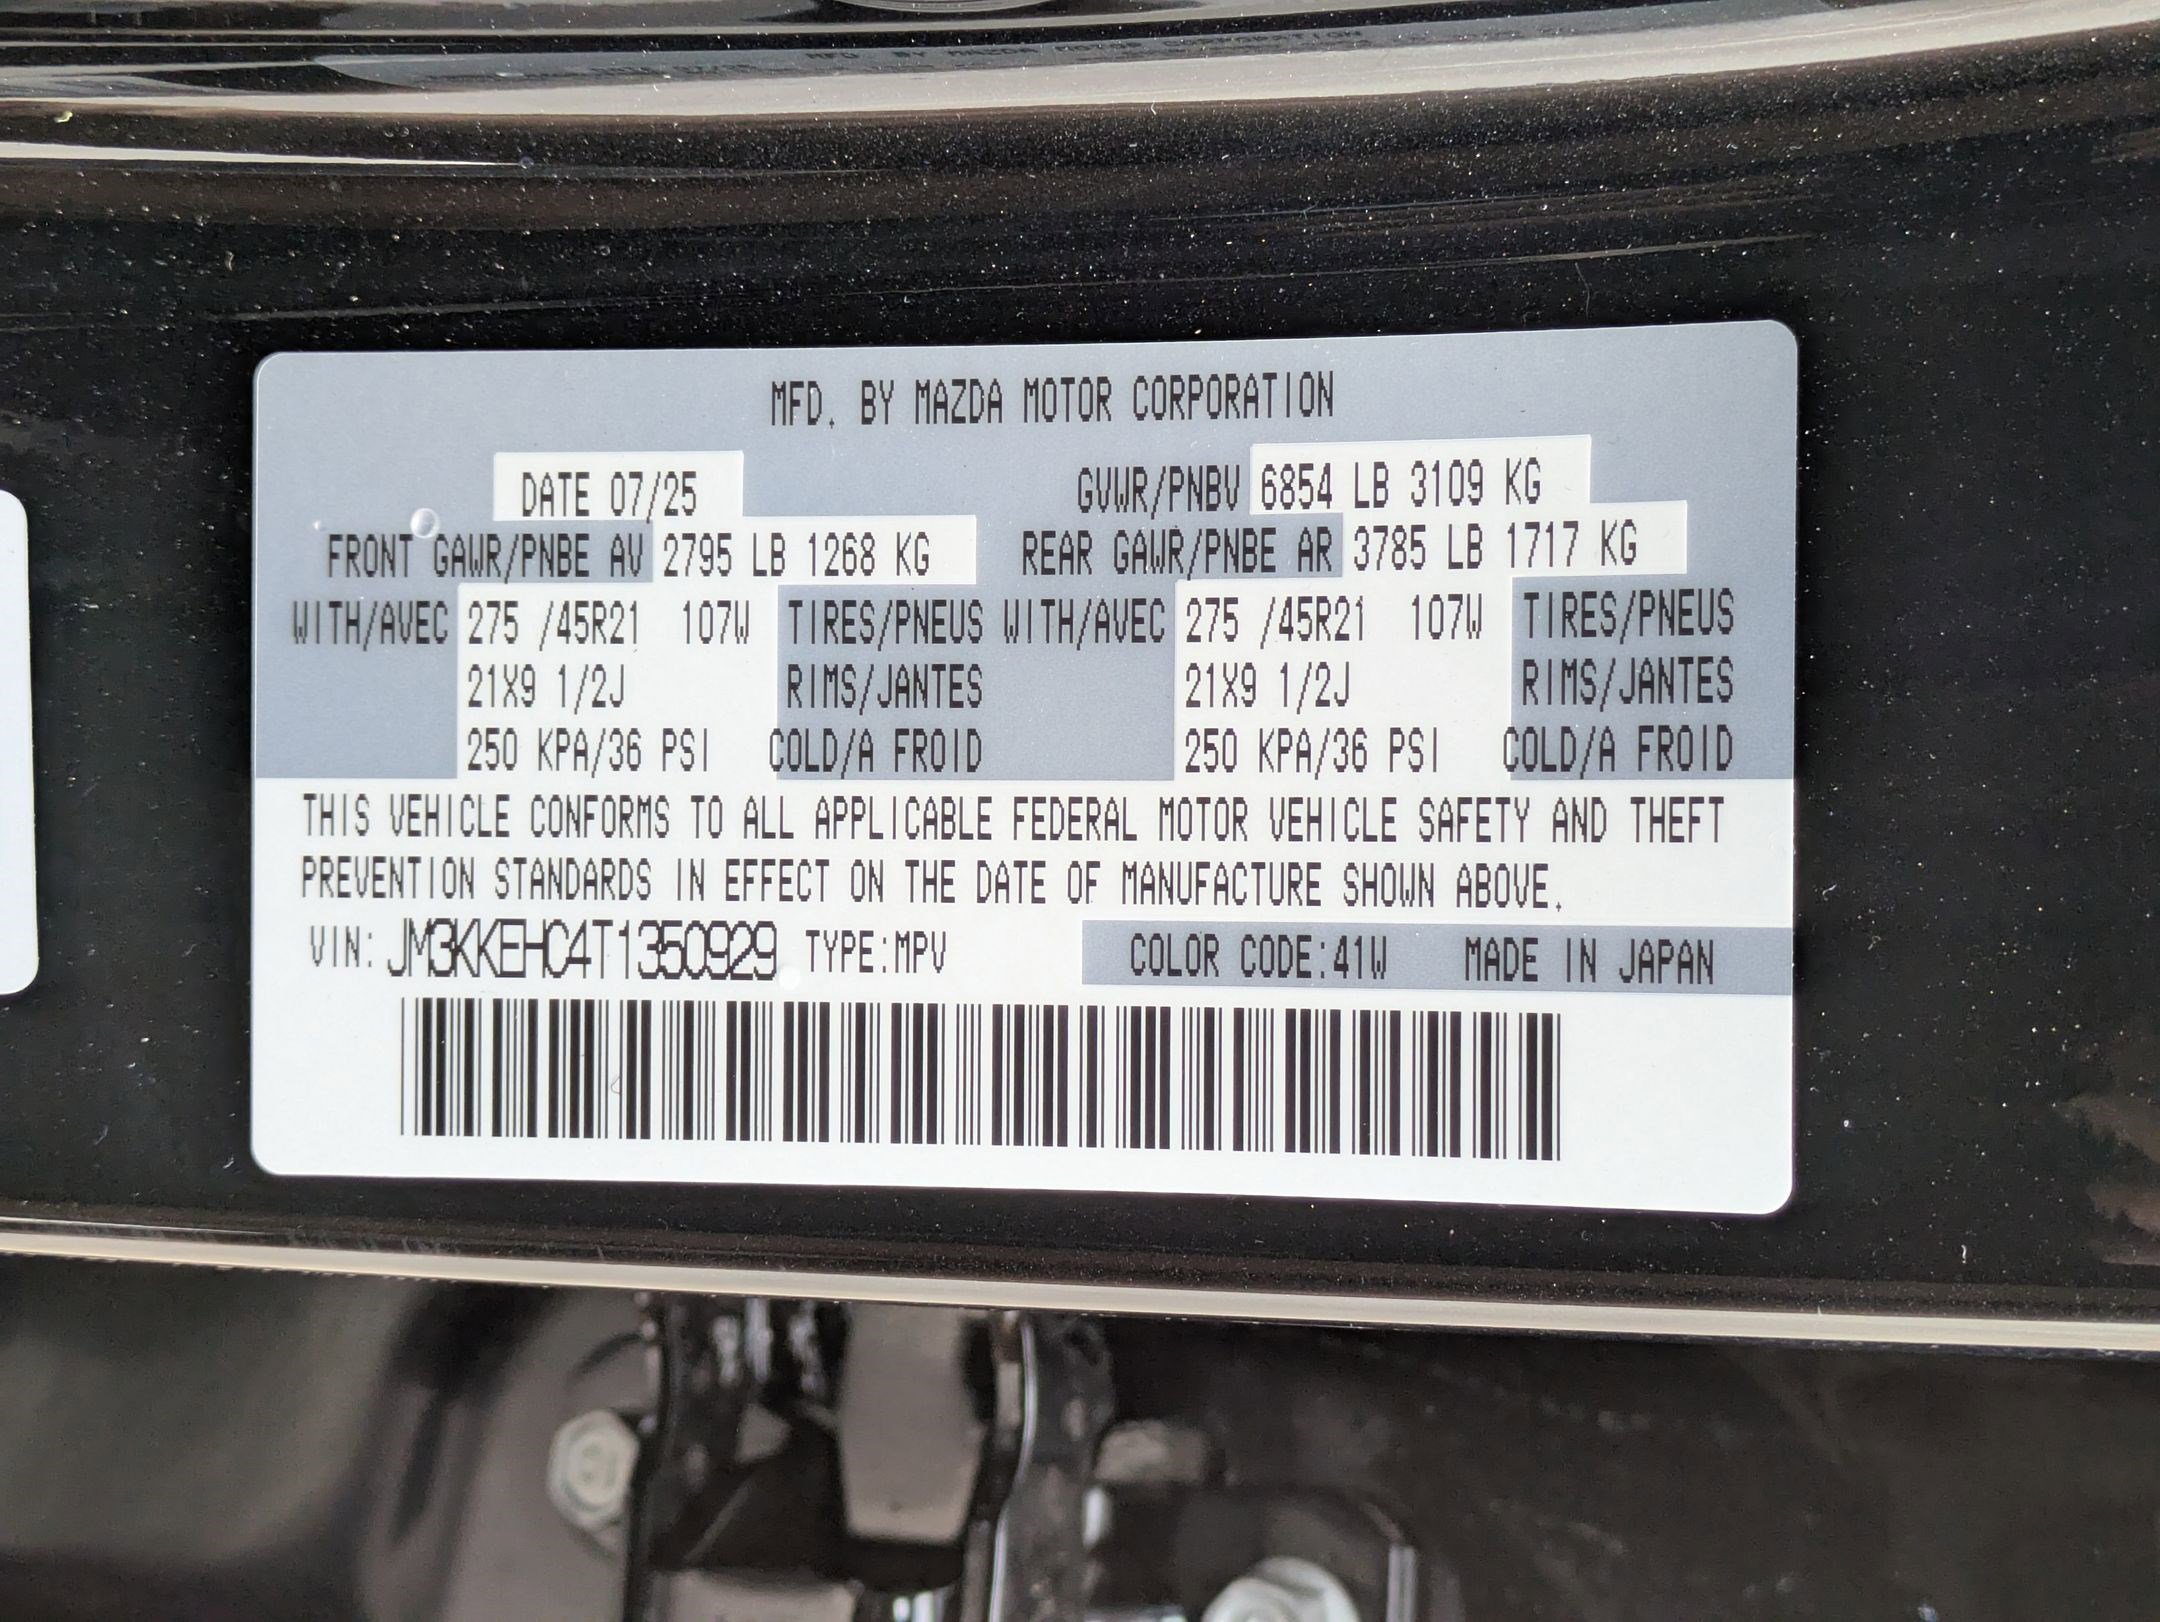 MFD. BY MAZDA MOTOR CORPORATION
DATE 07/25 GVWR/PNBV 6854 LB 3109 KG
FRONT GAWR/PNBE AV 2795 LB 1268 KG REAR GAWR/PNBE AR 3785 LB 1717 KG
WITH/AVEC 275 /45R21 107W TIRES/PNEUS WITH/AVEC 275 /45R21 107W TIRES/PNEUS
21X9 1/2J RIMS/JANTES 21X9 1/2J RIMS/JANTES
250 KPA/36 PSI COLD/A FROID 250 KPA/36 PSI COLD/A FROID
THIS VEHICLE CONFORMS TO ALL APPLICABLE FEDERAL MOTOR VEHICLE SAFETY AND THEFT
PREVENTION STANDARDS IN EFFECT ON THE DATE OF MANUFACTURE SHOWN ABOVE.
VIN: JM3KKEHC4T1350929 TYPE:MPV COLOR CODE:41W MADE IN JAPAN